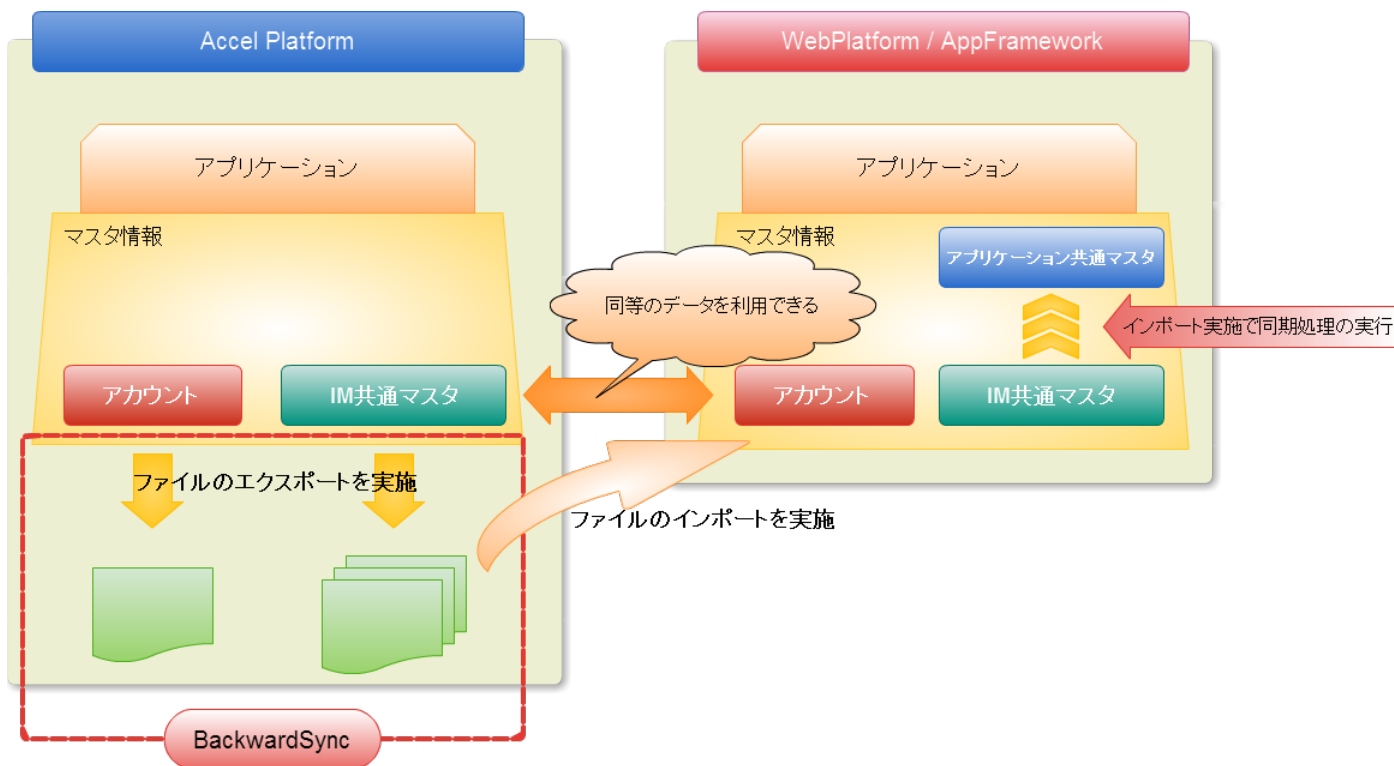 Accel Platform
アプリケーション
マスタ情報
アカウント
IM共通マスタ
ファイルのエクスポートを実施
BackwardSync
同等のデータを利用できる
ファイルのインポートを実施
WebPlatform / AppFramework
アプリケーション
マスタ情報
アプリケーション共通マスタ
インポート実施で同期処理の実行
アカウント
IM共通マスタ